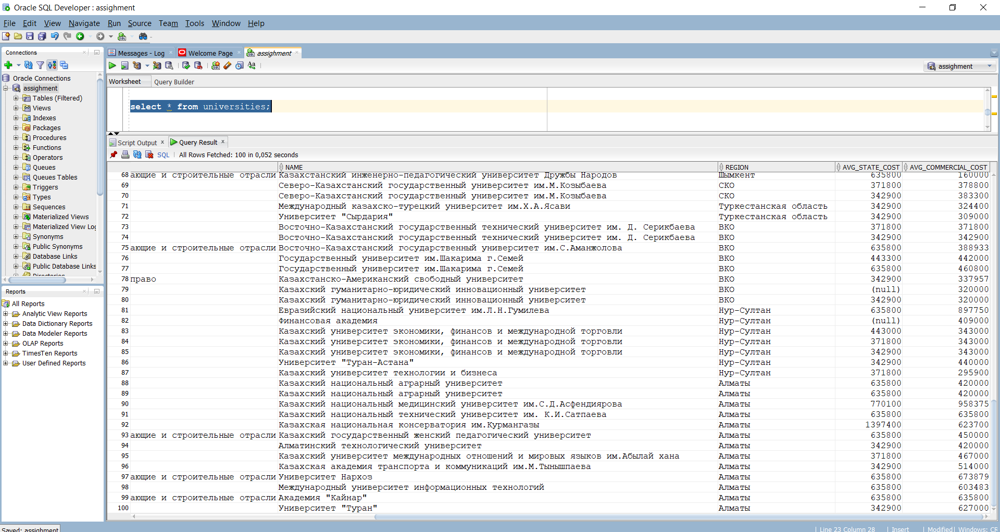 Oracle SQL Developer : assighment
File Edit View Navigate Run Source Team Tools Window Help
Connections
Oracle Connections
assighment
Tables (Filtered)
Views
Indexes
Packages
Procedures
Functions
Operators
Queues
Queues Tables
Triggers
Types
Sequences
Materialized Views
Materialized View Log
Synonyms
Public Synonyms
Database Links
Public Database Links
Directories
Reports
All Reports
Analytic View Reports
Data Dictionary Reports
Data Modeler Reports
OLAP Reports
TimesTen Reports
User Defined Reports
Messages - Log Welcome Page assighment
assighment
Worksheet Query Builder
select * from universities;
Script Output x Query Result x
SQL | All Rows Fetched: 100 in 0,052 seconds
NAME REGION AVG_STATE_COST AVG_COMMERCIAL_COST
68 ающие и строительные отрасли Казахстанский инженерно-педагогический университет Дружбы Народов Шымкент 635800 160000
69 Северо-Казахстанский государственный университет им.М.Козыбаева СКО 371800 378800
70 Северо-Казахстанский государственный университет им.М.Козыбаева СКО 342900 383300
71 Международный казахско-турецкий университет им.Х.А.Ясави Туркестанская область 342900 324400
72 Университет "Сырдария" Туркестанская область 342900 309000
73 Восточно-Казахстанский государственный технический университет им. Д. Серикбаева ВКО 371800 371800
74 Восточно-Казахстанский государственный технический университет им. Д. Серикбаева ВКО 342900 342900
75 ающие и строительные отрасли Восточно-Казахстанский государственный университет им.С.Аманжолова ВКО 635800 388933
76 Государственный университет им.Шакарима г.Семей ВКО 443300 442000
77 Государственный университет им.Шакарима г.Семей ВКО 635800 460800
78 право Казахстанско-Американский свободный университет ВКО 342900 337957
79 Казахский гуманитарно-юридический инновационный университет ВКО (null) 320000
80 Казахский гуманитарно-юридический инновационный университет ВКО 342900 320000
81 Евразийский национальный университет им.Л.Н.Гумилева Нур-Султан 635800 897750
82 Финансовая академия Нур-Султан (null) 409000
83 Казахский университет экономики, финансов и международной торговли Нур-Султан 443000 343000
84 Казахский университет экономики, финансов и международной торговли Нур-Султан 371800 343000
85 Казахский университет экономики, финансов и международной торговли Нур-Султан 342900 343000
86 Университет "Туран-Астана" Нур-Султан 342900 440000
87 Казахский университет технологии и бизнеса Нур-Султан 371800 295900
88 Казахский национальный аграрный университет Алматы 635800 420000
89 Казахский национальный аграрный университет Алматы 635800 420000
90 Казахский национальный медицинский университет им.С.Д.Асфендиярова Алматы 770100 958375
91 Казахский национальный технический университет им. К.И.Сатпаева Алматы 635800 635800
92 Казахская национальная консерватория им.Курмангазы Алматы 1397400 623700
93 ающие и строительные отрасли Казахский государственный женский педагогический университет Алматы 635800 450000
94 Алматинский технологический университет Алматы 342900 420000
95 Казахский университет международных отношений и мировых языков им.Абылай хана Алматы 371800 467000
96 Казахская академия транспорта и коммуникаций им.М.Тынышпаева Алматы 342900 514000
97 ающие и строительные отрасли Университет Нархоз Алматы 635800 673879
98 Международный университет информационных технологий Алматы 635800 603483
99 ающие и строительные отрасли Академия "Кайнар" Алматы 635800 635800
100 Университет "Туран" Алматы 342900 627000
Saved: assighment
Line 23 Column 28 | Insert | Modified | Windows: CR